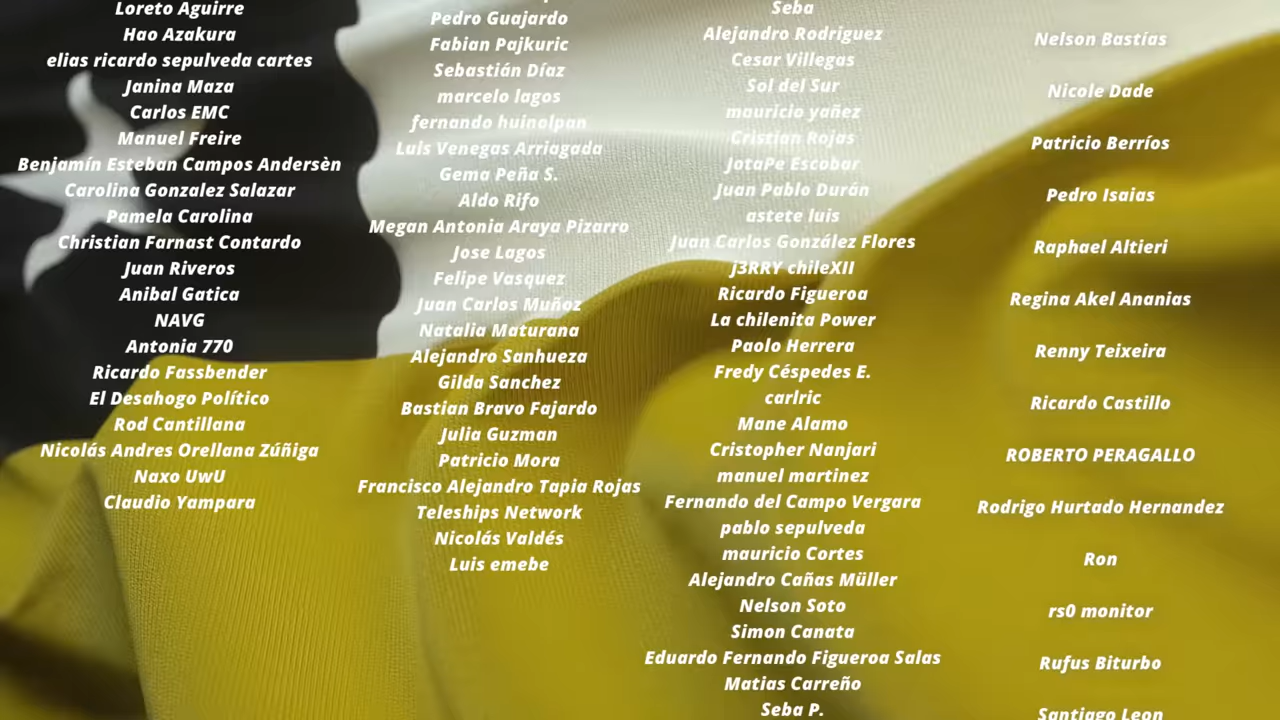 Loreto Aguirre
Hao Azakura
elias ricardo sepulveda cartes
Janina Maza
Carlos EMC
Manuel Freire
Benjamín Esteban Campos Andersèn
Carolina Gonzalez Salazar
Pamela Carolina
Christian Farnast Contardo
Juan Riveros
Anibal Gatica
NAVG
Antonia 770
Ricardo Fassbender
El Desahogo Político
Rod Cantillana
Nicolás Andres Orellana Zúñiga
Naxo UwU
Claudio Yampara
Pedro Guajardo
Fabian Pajkuric
Sebastián Díaz
marcelo lagos
fernando huinolpan
Luis Venegas Arriagada
Gema Peña S.
Aldo Rifo
Megan Antonia Araya Pizarro
Jose Lagos
Felipe Vasquez
Juan Carlos Muñoz
Natalia Maturana
Alejandro Sanhueza
Gilda Sanchez
Bastian Bravo Fajardo
Julia Guzman
Patricio Mora
Francisco Alejandro Tapia Rojas
Teleships Network
Nicolás Valdés
Luis emebe
Seba
Alejandro Rodriguez
Cesar Villegas
Sol del Sur
mauricio yañez
Cristian Rojas
JotaPe Escobar
Juan Pablo Durán
astete luis
Juan Carlos González Flores
j3RRY chileXII
Ricardo Figueroa
La chilenita Power
Paolo Herrera
Fredy Céspedes E.
carlric
Mane Alamo
Cristopher Nanjari
manuel martinez
Fernando del Campo Vergara
pablo sepulveda
mauricio Cortes
Alejandro Cañas Müller
Nelson Soto
Simon Canata
Eduardo Fernando Figueroa Salas
Matias Carreño
Seba P.
Nelson Bastías
Nicole Dade
Patricio Berríos
Pedro Isaias
Raphael Altieri
Regina Akel Ananias
Renny Teixeira
Ricardo Castillo
ROBERTO PERAGALLO
Rodrigo Hurtado Hernandez
Ron
rs0 monitor
Rufus Biturbo
Santiago Leon